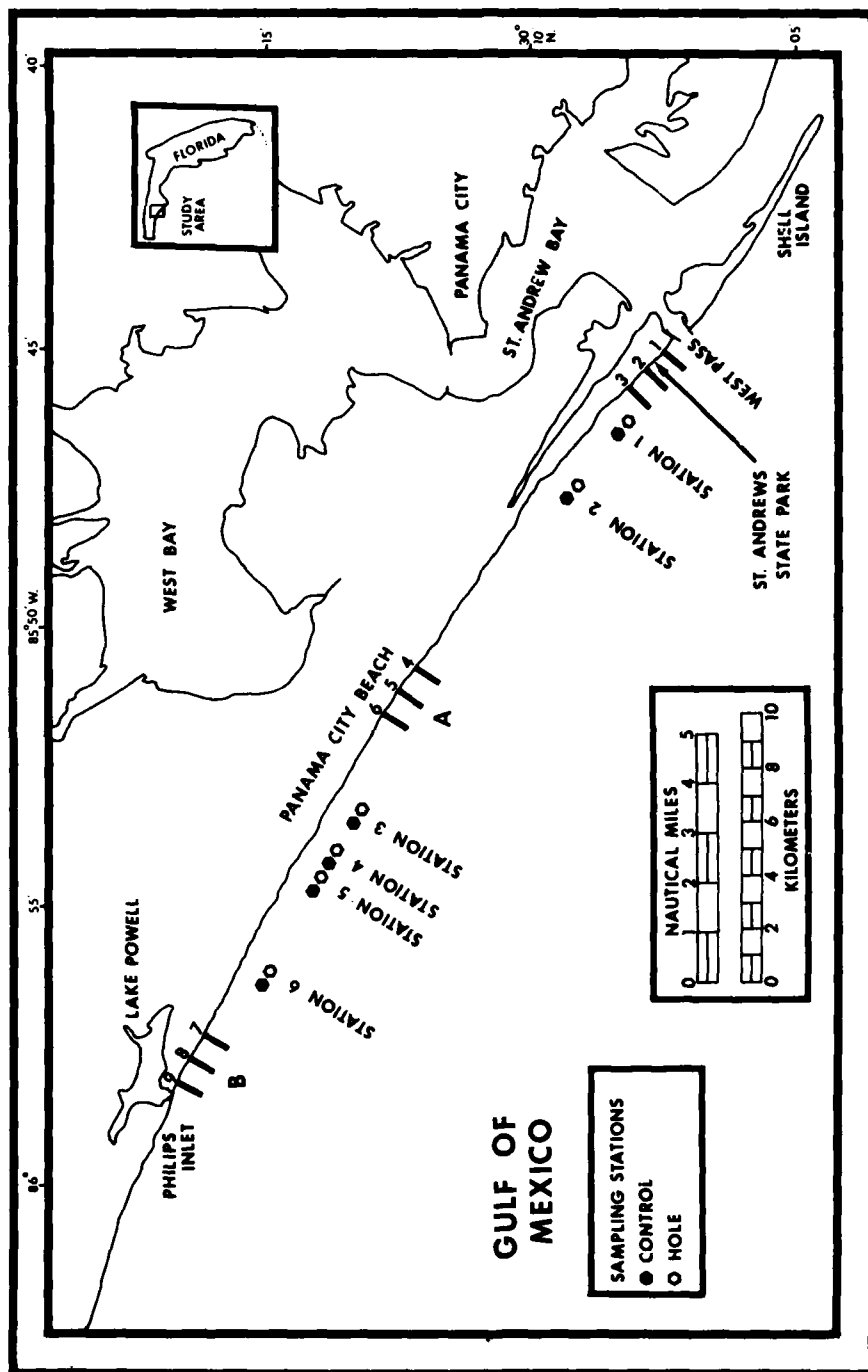 86°
55'
85°50'W.
45'
40'
15'
30°
10'
N.
05'
FLORIDA
STUDY
AREA
LAKE POWELL
PHILIPS
INLET
WEST BAY
PANAMA CITY
ST. ANDREW BAY
PANAMA CITY BEACH
SHELL
ISLAND
WEST PASS
9
8
7
B
6
5
4
A
3
2
1
STATION 6
STATION 5
STATION 4
STATION 3
STATION 2
STATION 1
ST. ANDREWS
STATE PARK
GULF OF
MEXICO
SAMPLING STATIONS
CONTROL
HOLE
NAUTICAL MILES
0 1 2 3 4 5
0 2 4 6 8 10
KILOMETERS